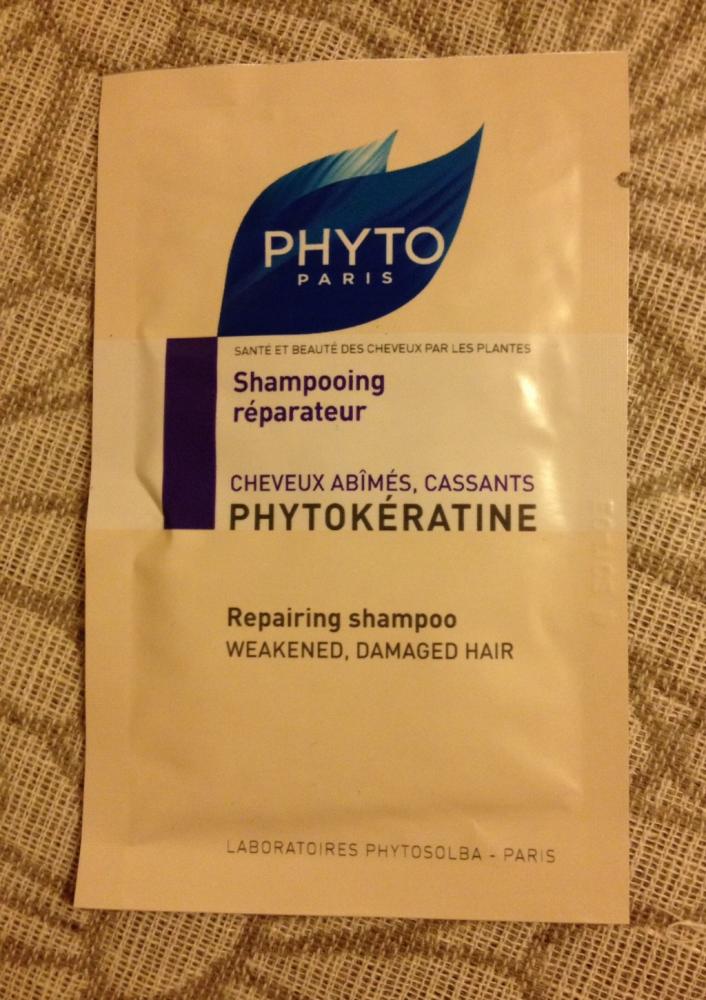 PHYTO
PARIS
SANTÉ ET BEAUTÉ DES CHEVEUX PAR LES PLANTES
Shampooing
réparateur
CHEVEUX ABÎMÉS, CASSANTS
PHYTOKÉRATINE
Repairing shampoo
WEAKENED, DAMAGED HAIR
LABORATOIRES PHYTOSOLBA - PARIS